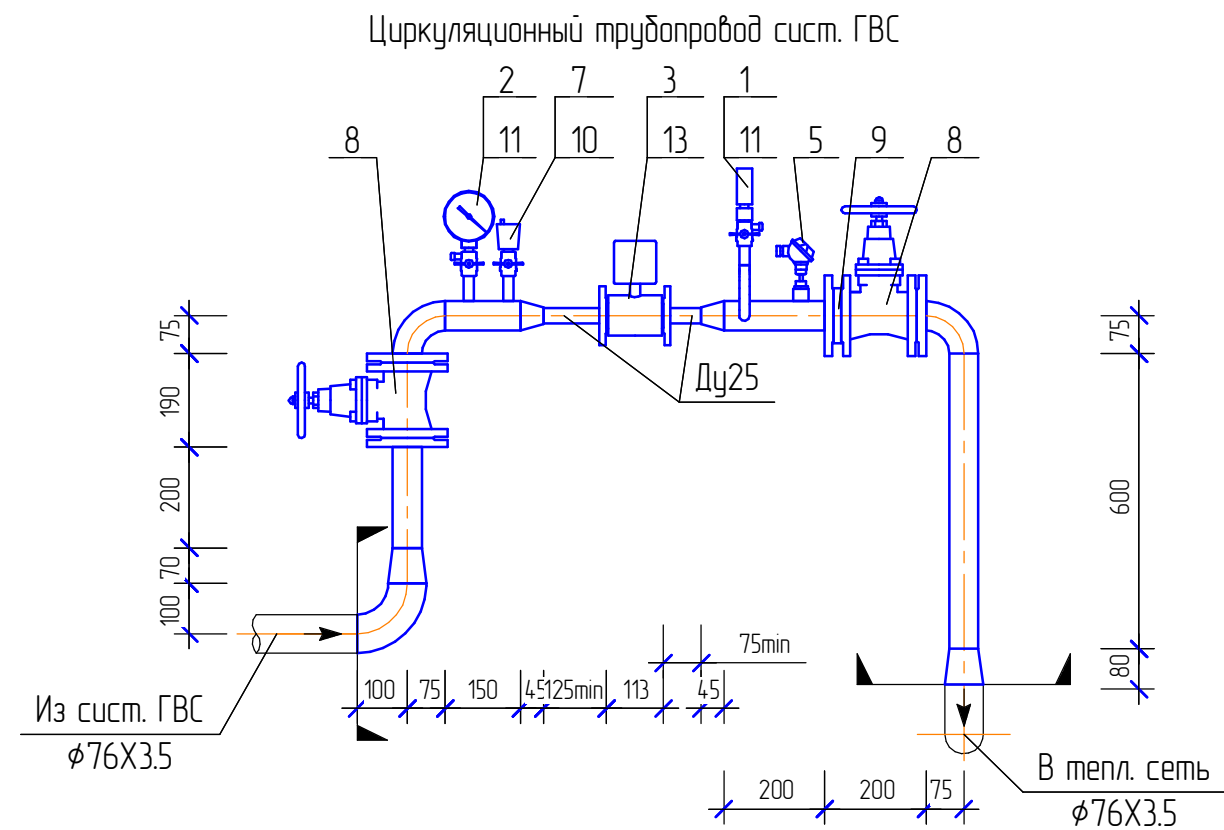 Циркуляционный трубопровод сист. ГВС
2 7 3 1
8 11 10 13 11 5 9 8
75
190
200
70
100
Ду25
75
600
80
75min
100 75 150 45 125min 113 45
Из сист. ГВС
ϕ76X3.5
200 200 75
В тепл. сеть
ϕ76X3.5